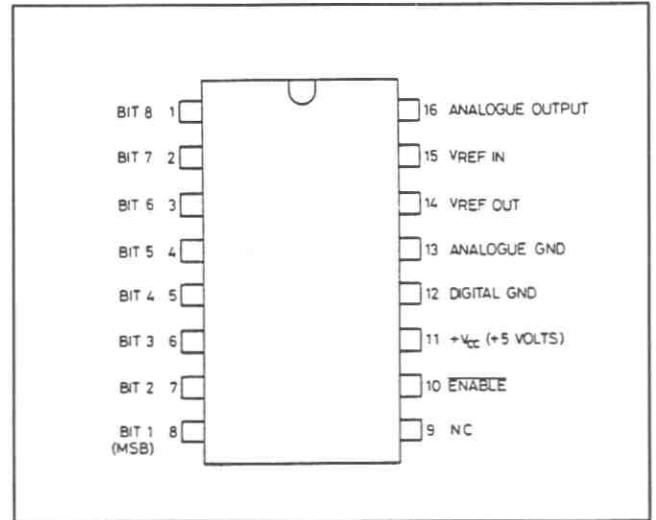 BIT 8 1
BIT 7 2
BIT 6 3
BIT 5 4
BIT 4 5
BIT 3 6
BIT 2 7
BIT 1 8
(MSB)
16 ANALOGUE OUTPUT
15 VREF IN
14 VREF OUT
13 ANALOGUE GND
12 DIGITAL GND
11 +Vcc (+5 VOLTS)
10 ENABLE
9 NC